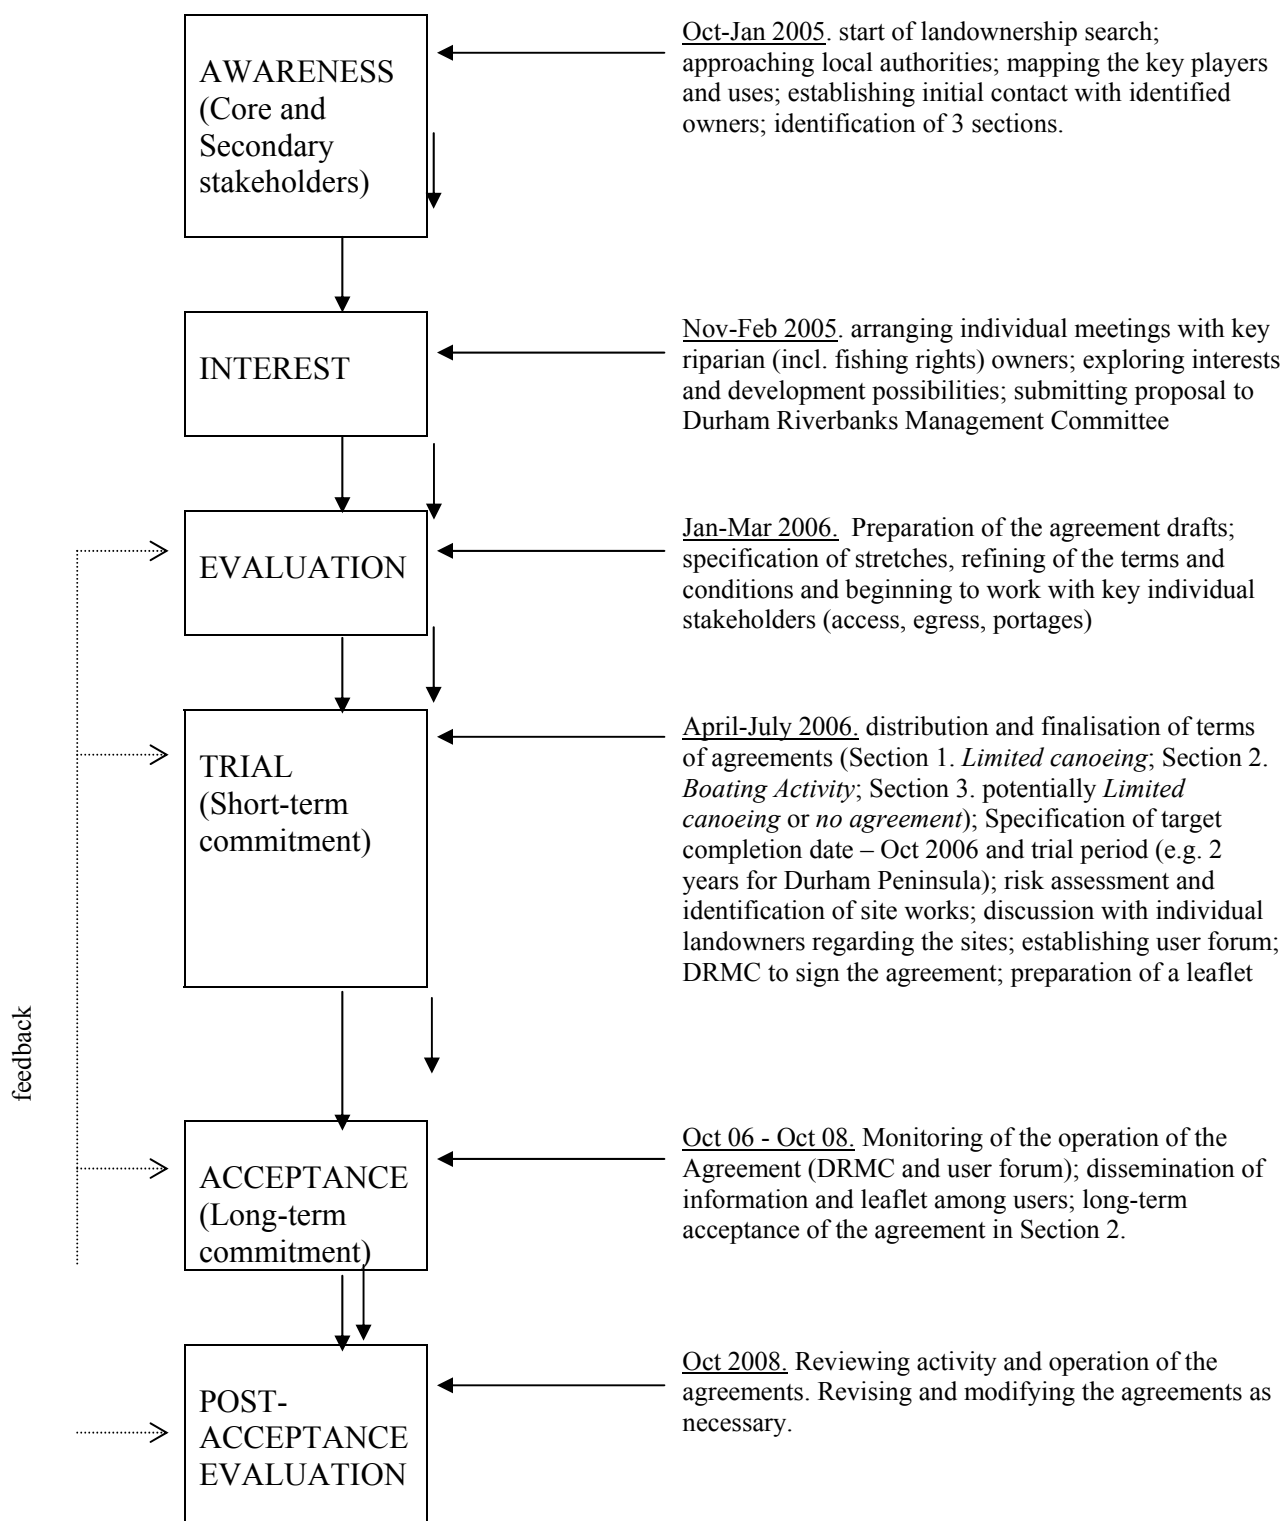 AWARENESS
(Core and
Secondary
stakeholders)
Oct-Jan 2005. start of landownership search;
approaching local authorities; mapping the key players
and uses; establishing initial contact with identified
owners; identification of 3 sections.
INTEREST
Nov-Feb 2005. arranging individual meetings with key
riparian (incl. fishing rights) owners; exploring interests
and development possibilities; submitting proposal to
Durham Riverbanks Management Committee
EVALUATION
Jan-Mar 2006.  Preparation of the agreement drafts;
specification of stretches, refining of the terms and
conditions and beginning to work with key individual
stakeholders (access, egress, portages)
TRIAL
(Short-term
commitment)
April-July 2006. distribution and finalisation of terms
of agreements (Section 1. Limited canoeing; Section 2.
Boating Activity; Section 3. potentially Limited
canoeing or no agreement); Specification of target
completion date – Oct 2006 and trial period (e.g. 2
years for Durham Peninsula); risk assessment and
identification of site works; discussion with individual
landowners regarding the sites; establishing user forum;
DRMC to sign the agreement; preparation of a leaflet
feedback
ACCEPTANCE
(Long-term
commitment)
Oct 06 - Oct 08. Monitoring of the operation of the
Agreement (DRMC and user forum); dissemination of
information and leaflet among users; long-term
acceptance of the agreement in Section 2.
POST-
ACCEPTANCE
EVALUATION
Oct 2008. Reviewing activity and operation of the
agreements. Revising and modifying the agreements as
necessary.